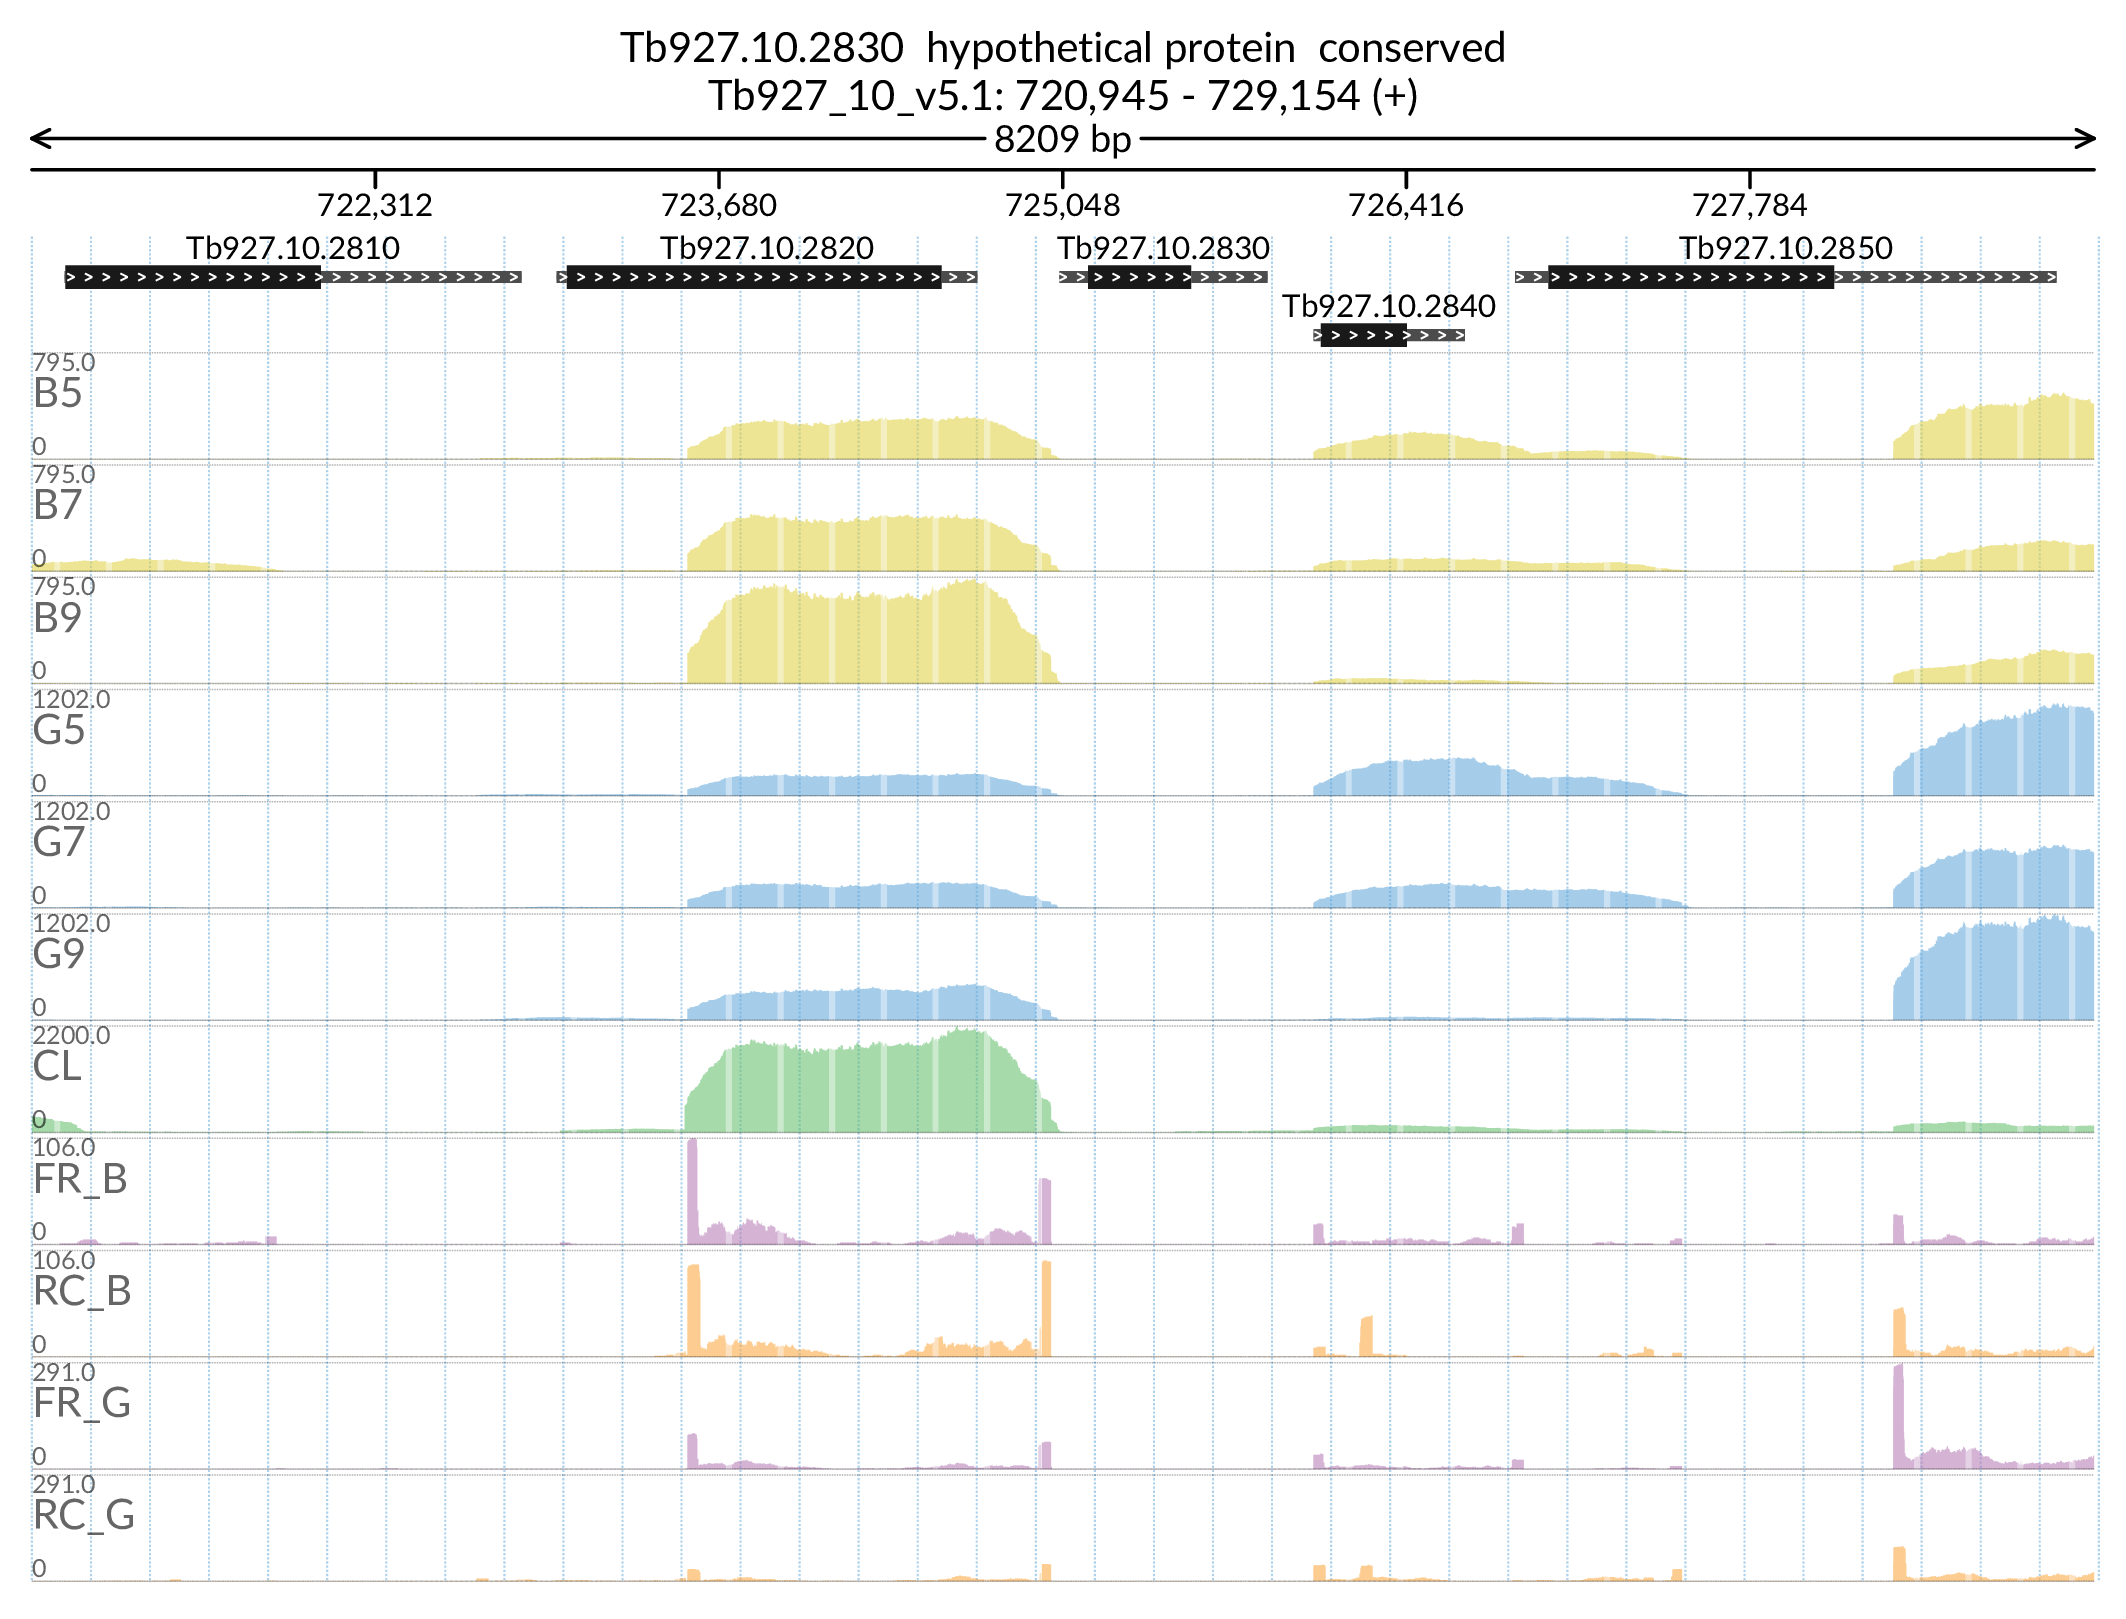 Tb927.10.2830  hypothetical protein  conserved
Tb927_10_v5.1: 720,945 - 729,154 (+)
8209 bp
722,312 723,680 725,048 726,416 727,784
Tb927.10.2810 Tb927.10.2820 Tb927.10.2830 Tb927.10.2850
Tb927.10.2840
795.0
B5
0
795.0
B7
0
795.0
B9
0
1202.0
G5
0
1202.0
G7
0
1202.0
G9
0
2200.0
CL
0
106.0
FR_B
0
106.0
RC_B
0
291.0
FR_G
0
291.0
RC_G
0